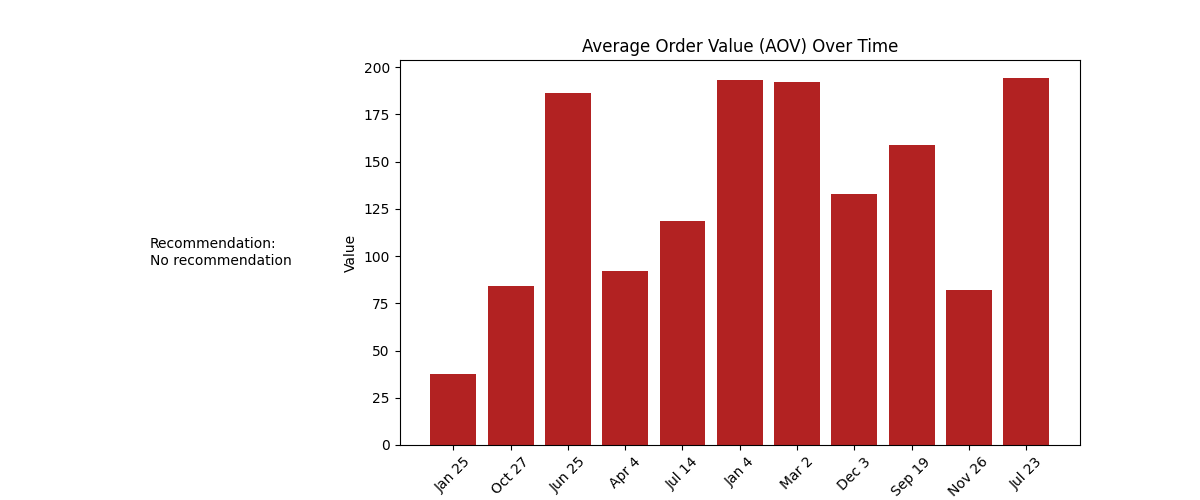 Average Order Value (AOV) Over Time
Recommendation:
No recommendation
Value
200
175
150
125
100
75
50
25
0
Jan 25
Oct 27
Jun 25
Apr 4
Jul 14
Jan 4
Mar 2
Dec 3
Sep 19
Nov 26
Jul 23